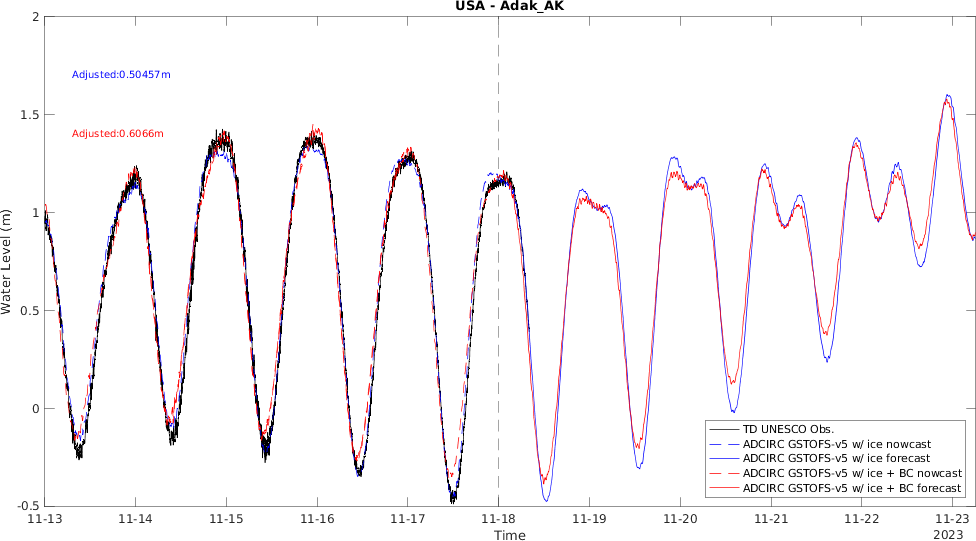 USA - Adak_AK
Adjusted:0.50457m
Adjusted:0.6066m
Water Level (m)
2
1.5
1
0.5
0
-0.5
11-13
11-14
11-15
11-16
11-17
11-18
11-19
11-20
11-21
11-22
11-23
2023
Time
TD UNESCO Obs.
ADCIRC GSTOFS-v5 w/ ice nowcast
ADCIRC GSTOFS-v5 w/ ice forecast
ADCIRC GSTOFS-v5 w/ ice + BC nowcast
ADCIRC GSTOFS-v5 w/ ice + BC forecast